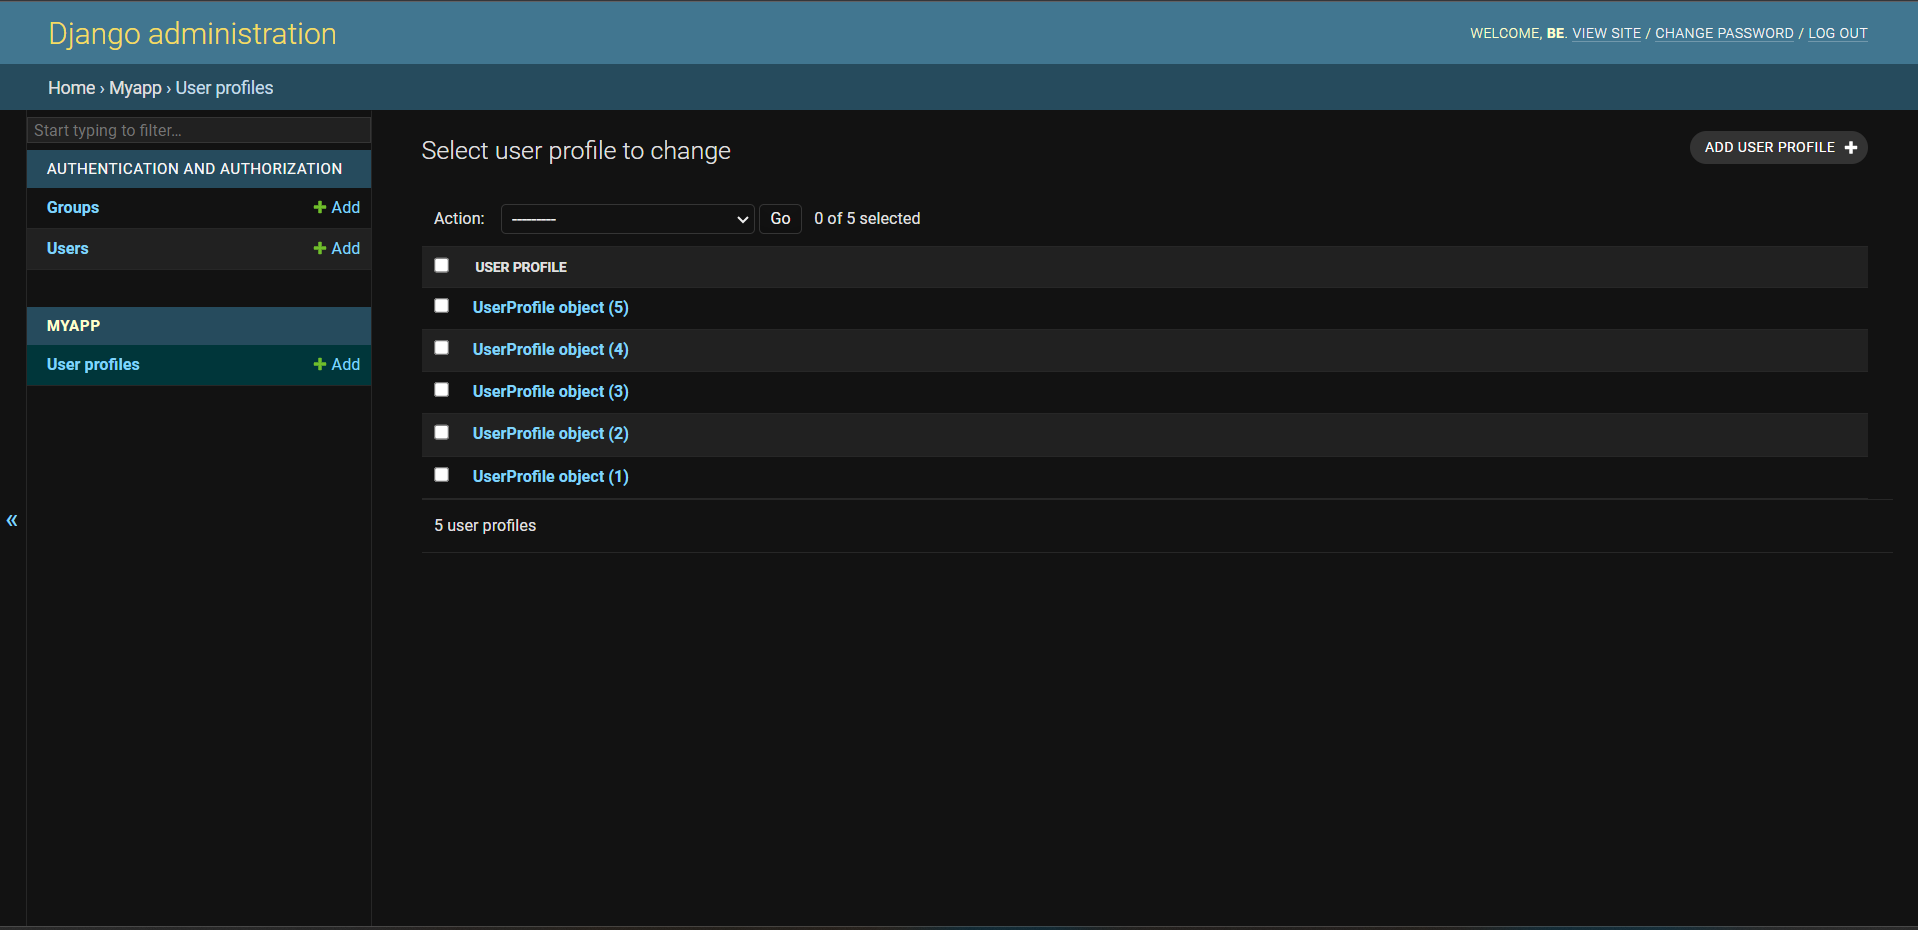 Django administration
WELCOME, BE. VIEW SITE / CHANGE PASSWORD / LOG OUT
Home › Myapp › User profiles
Start typing to filter...
AUTHENTICATION AND AUTHORIZATION
Groups + Add
Users + Add
MYAPP
User profiles + Add
«
Select user profile to change
ADD USER PROFILE +
Action: --------- Go 0 of 5 selected
USER PROFILE
UserProfile object (5)
UserProfile object (4)
UserProfile object (3)
UserProfile object (2)
UserProfile object (1)
5 user profiles